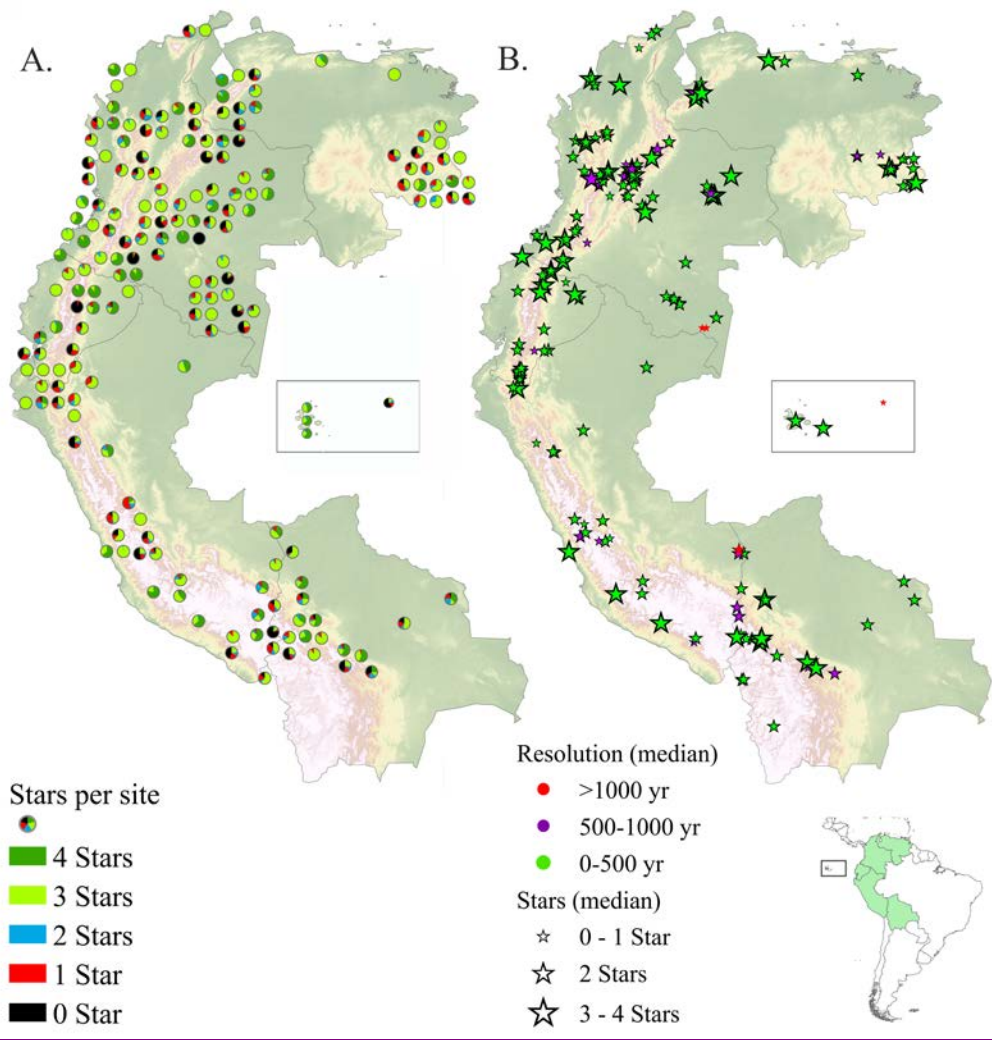 A.
B.
Stars per site
4 Stars
3 Stars
2 Stars
1 Star
0 Star
Resolution (median)
>1000 yr
500-1000 yr
0-500 yr
Stars (median)
0 - 1 Star
2 Stars
3 - 4 Stars